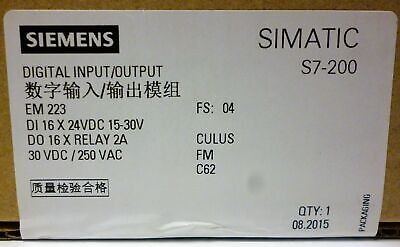 SIEMENS
SIMATIC
S7-200
DIGITAL INPUT/OUTPUT
数字输入/输出模组
EM 223 FS: 04
DI 16 X 24VDC 15-30V
DO 16 X RELAY 2A CULUS
30 VDC / 250 VAC FM
C62
质量检验合格
QTY: 1
08.2015
PACKAGING